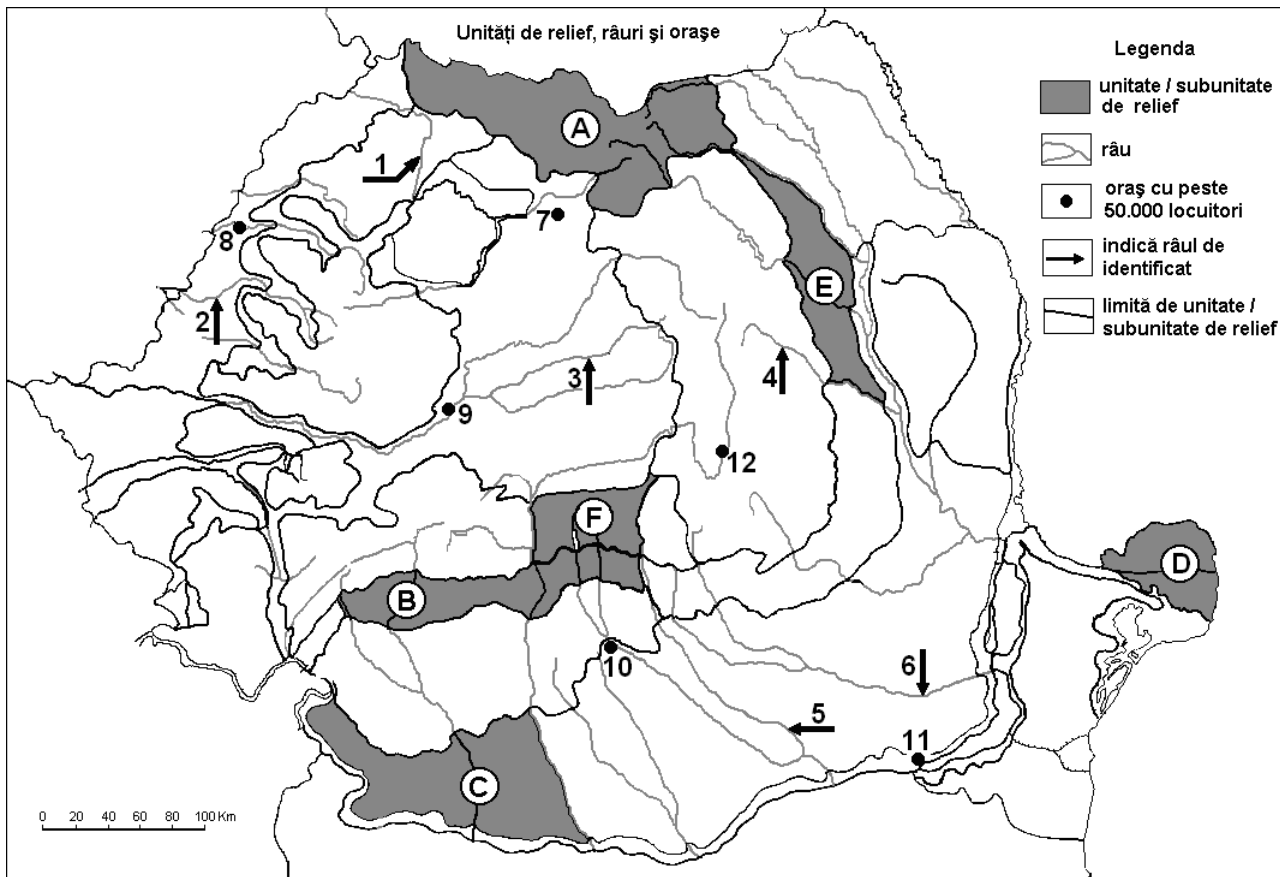 Unități de relief, râuri și orașe
Legenda
unitate / subunitate
de relief
râu
oraș cu peste
50.000 locuitori
indică râul de
identificat
limită de unitate /
subunitate de relief
A
1
7
8
E
2
3
4
9
12
F
D
B
10
6
5
11
C
0 20 40 60 80 100 Km